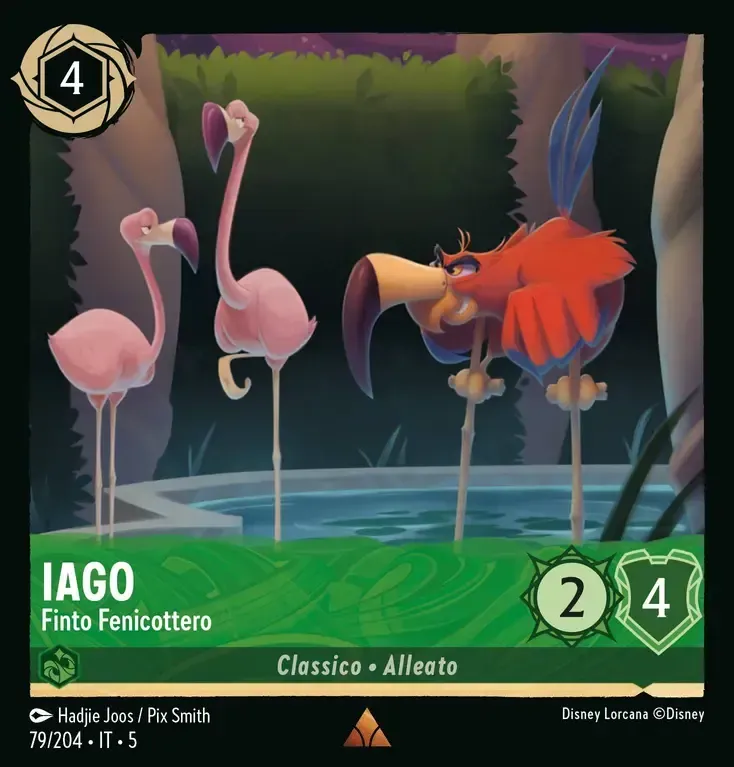 4
IAGO
Finto Fenicottero
2
4
Classico • Alleato
Hadjie Joos / Pix Smith
Disney Lorcana ©Disney
79/204 • IT • 5